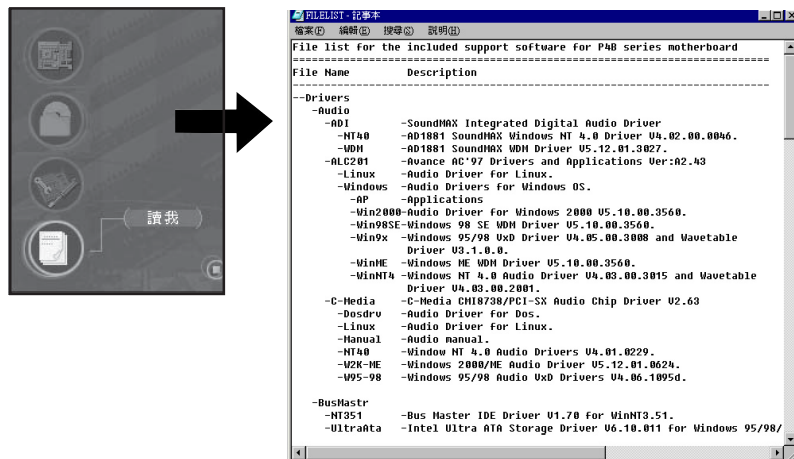 讀我
FILELIST - 記事本
檔案(F) 編輯(E) 搜尋(S) 說明(H)
File list for the included support software for P4B series motherboard
======================================================================
File Name Description
----------------------------------------------------------------------
--Drivers
-Audio
-ADI -SoundMAX Integrated Digital Audio Driver
-NT40 -AD1881 SoundMAX Windows NT 4.0 Driver V4.02.00.0046.
-WDM -AD1881 SoundMAX WDM Driver V5.12.01.3027.
-ALC201 -Avance AC'97 Drivers and Applications Ver:A2.43
-Linux -Audio Driver for Linux.
-Windows -Audio Drivers for Windows OS.
-AP -Applications
-Win2000-Audio Driver for Windows 2000 V5.10.00.3560.
-Win98SE-Windows 98 SE WDM Driver V5.10.00.3560.
-Win9x -Windows 95/98 VxD Driver V4.05.00.3008 and Wavetable
Driver V3.1.0.0.
-WinME -Windows ME WDM Driver V5.10.00.3560.
-WinNT4 -Windows NT 4.0 Audio Driver V4.03.00.3015 and Wavetable
Driver V4.03.00.2001.
-C-Media -C-Media CMI8738/PCI-SX Audio Chip Driver V2.63
-Dosdrv -Audio Driver for Dos.
-Linux -Audio Driver for Linux.
-Manual -Audio manual.
-NT40 -Window NT 4.0 Audio Drivers V4.01.0229.
-W2K-ME -Windows 2000/ME Audio Driver V5.12.01.0624.
-W95-98 -Windows 95/98 Audio VxD Drivers V4.06.1095d.
-BusMastr
-NT351 -Bus Master IDE Driver V1.70 for WinNT3.51.
-UltraAta -Intel Ultra ATA Storage Driver V6.10.011 for Windows 95/98/